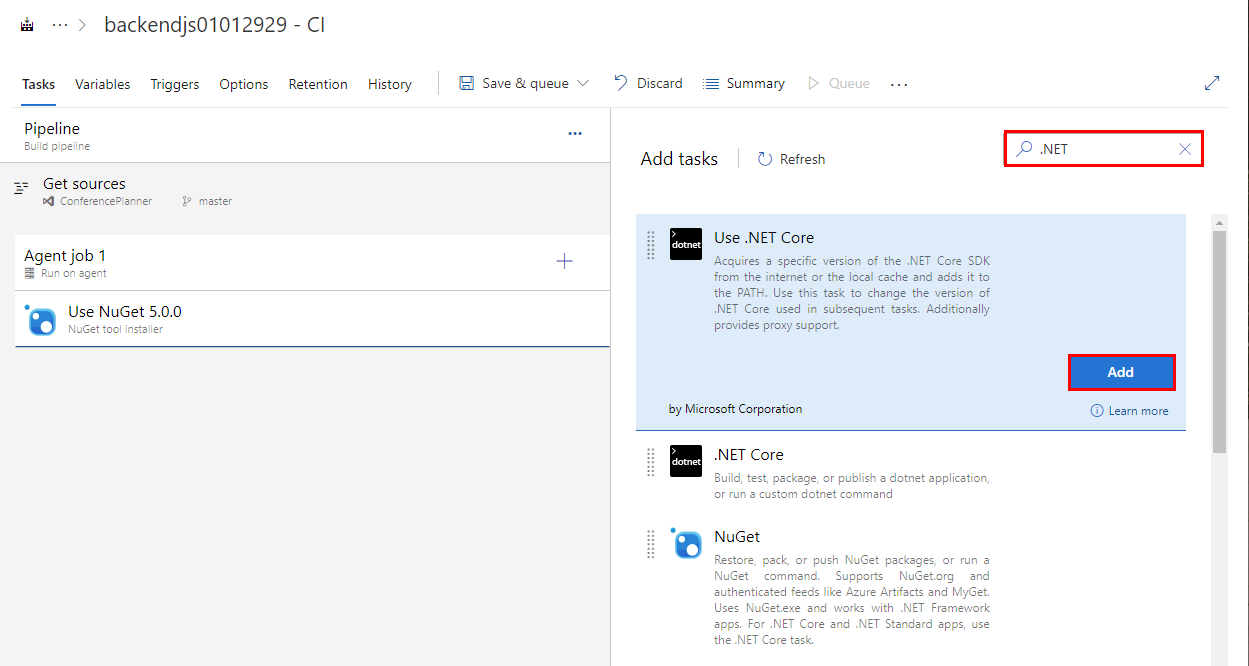 ··· > backendjs01012929 - CI
Tasks Variables Triggers Options Retention History Save & queue Discard Summary Queue ···
Pipeline ···
Build pipeline
Get sources
ConferencePlanner master
Agent job 1
Run on agent
Use NuGet 5.0.0
NuGet tool installer
Add tasks Refresh .NET
dotnet
Use .NET Core
Acquires a specific version of the .NET Core SDK
from the internet or the local cache and adds it to
the PATH. Use this task to change the version of
.NET Core used in subsequent tasks. Additionally
provides proxy support.
Add
by Microsoft Corporation Learn more
dotnet
.NET Core
Build, test, package, or publish a dotnet application,
or run a custom dotnet command
NuGet
Restore, pack, or push NuGet packages, or run a
NuGet command. Supports NuGet.org and
authenticated feeds like Azure Artifacts and MyGet.
Uses NuGet.exe and works with .NET Framework
apps. For .NET Core and .NET Standard apps, use
the .NET Core task.